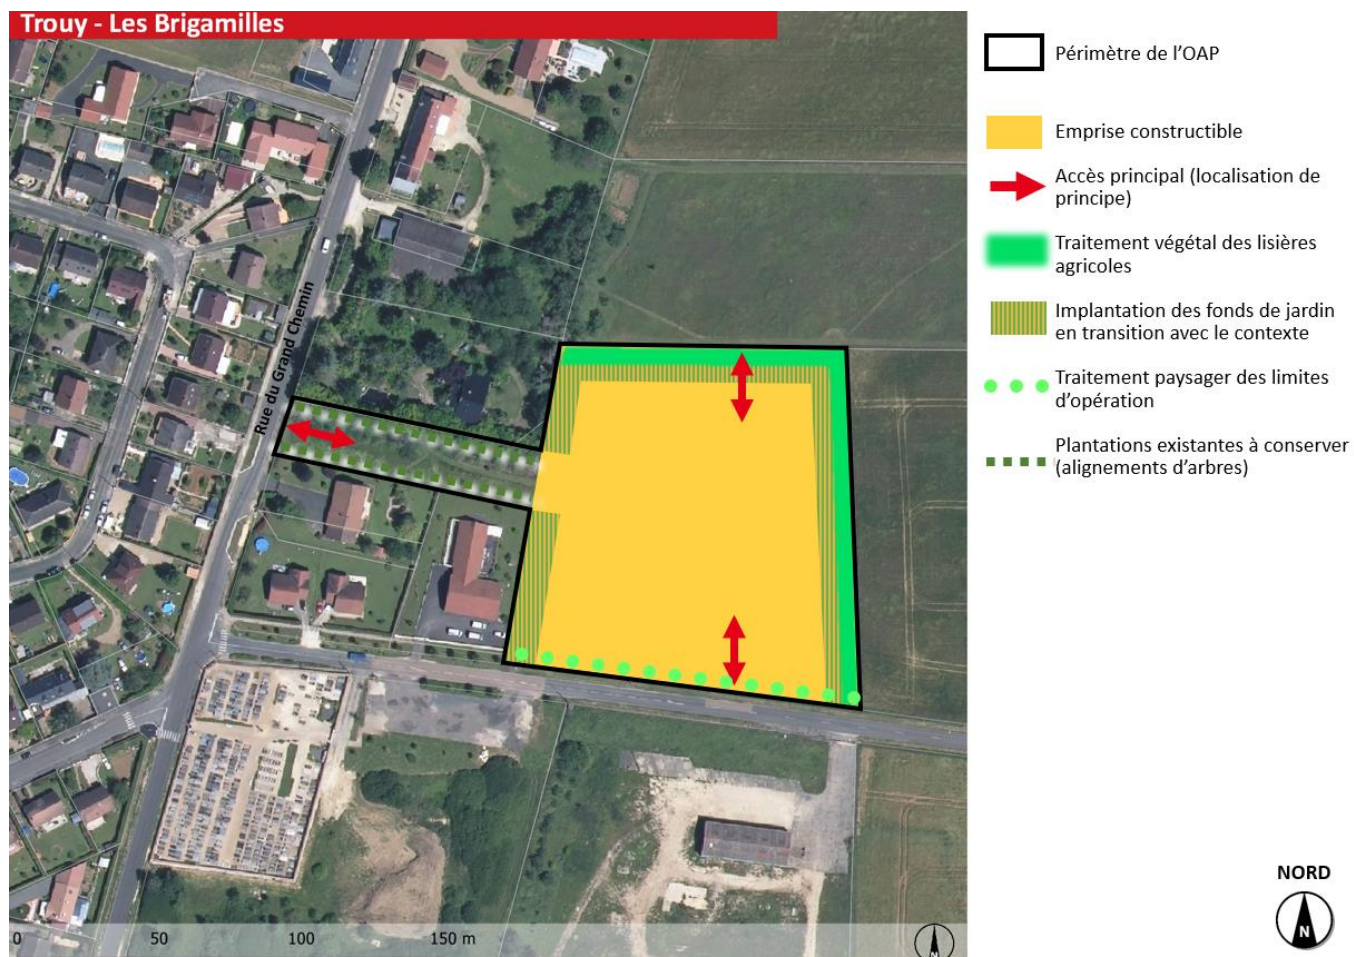 Trouy - Les Brigamilles
Périmètre de l’OAP
Emprise constructible
Accès principal (localisation de
principe)
Traitement végétal des lisières
agricoles
Implantation des fonds de jardin
en transition avec le contexte
Traitement paysager des limites
d’opération
Plantations existantes à conserver
(alignements d’arbres)
Rue du Grand Chemin
0 50 100 150 m
N
NORD
N